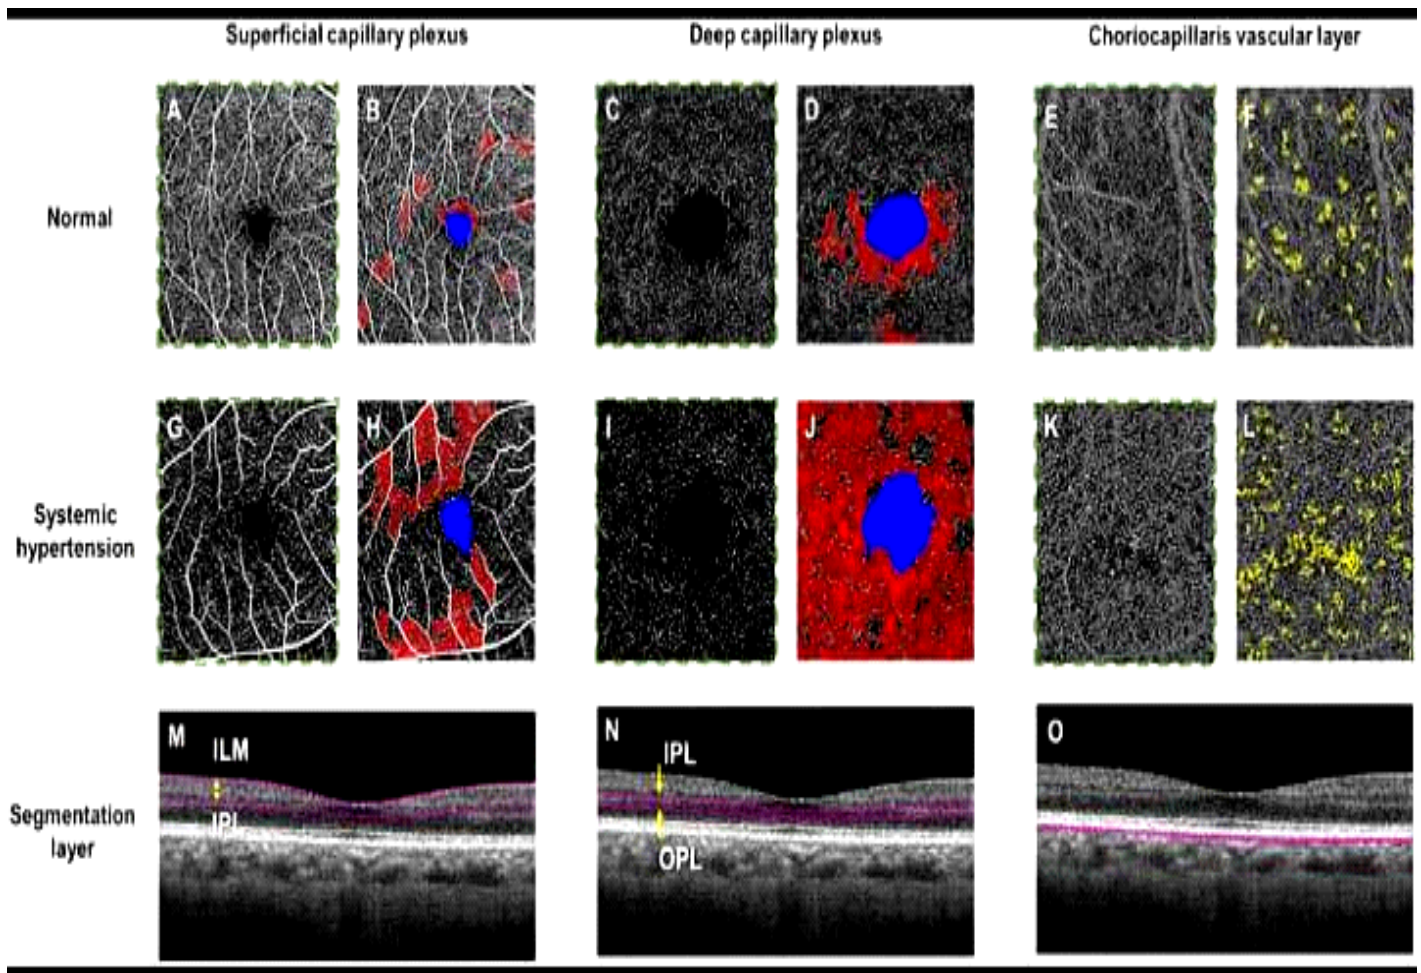 Superficial capillary plexus
Deep capillary plexus
Choriocapillaris vascular layer
A
B
C
D
E
F
Normal
G
H
I
J
K
L
Systemic
hypertension
M
ILM
IPL
N
IPL
OPL
O
Segmentation
layer